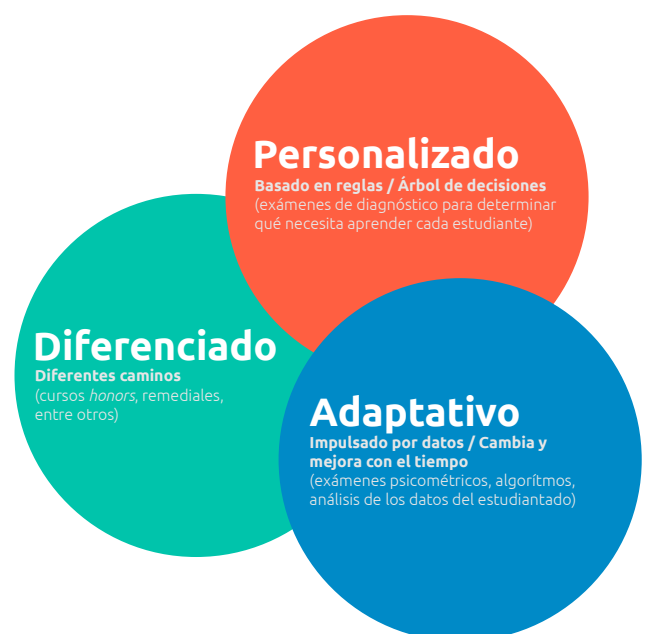 Personalizado
Basado en reglas / Árbol de decisiones
(exámenes de diagnóstico para determinar
qué necesita aprender cada estudiante)
Diferenciado
Diferentes caminos
(cursos honors, remediales,
entre otros)
Adaptativo
Impulsado por datos / Cambia y
mejora con el tiempo
(exámenes psicométricos, algorítmos,
análisis de los datos del estudiantado)